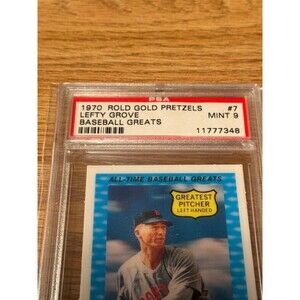 PSA
1970 ROLD GOLD PRETZELS #7
LEFTY GROVE MINT 9
BASEBALL GREATS
11777348
ALL-TIME BASEBALL GREATS
GREATEST
PITCHER
LEFT HANDED